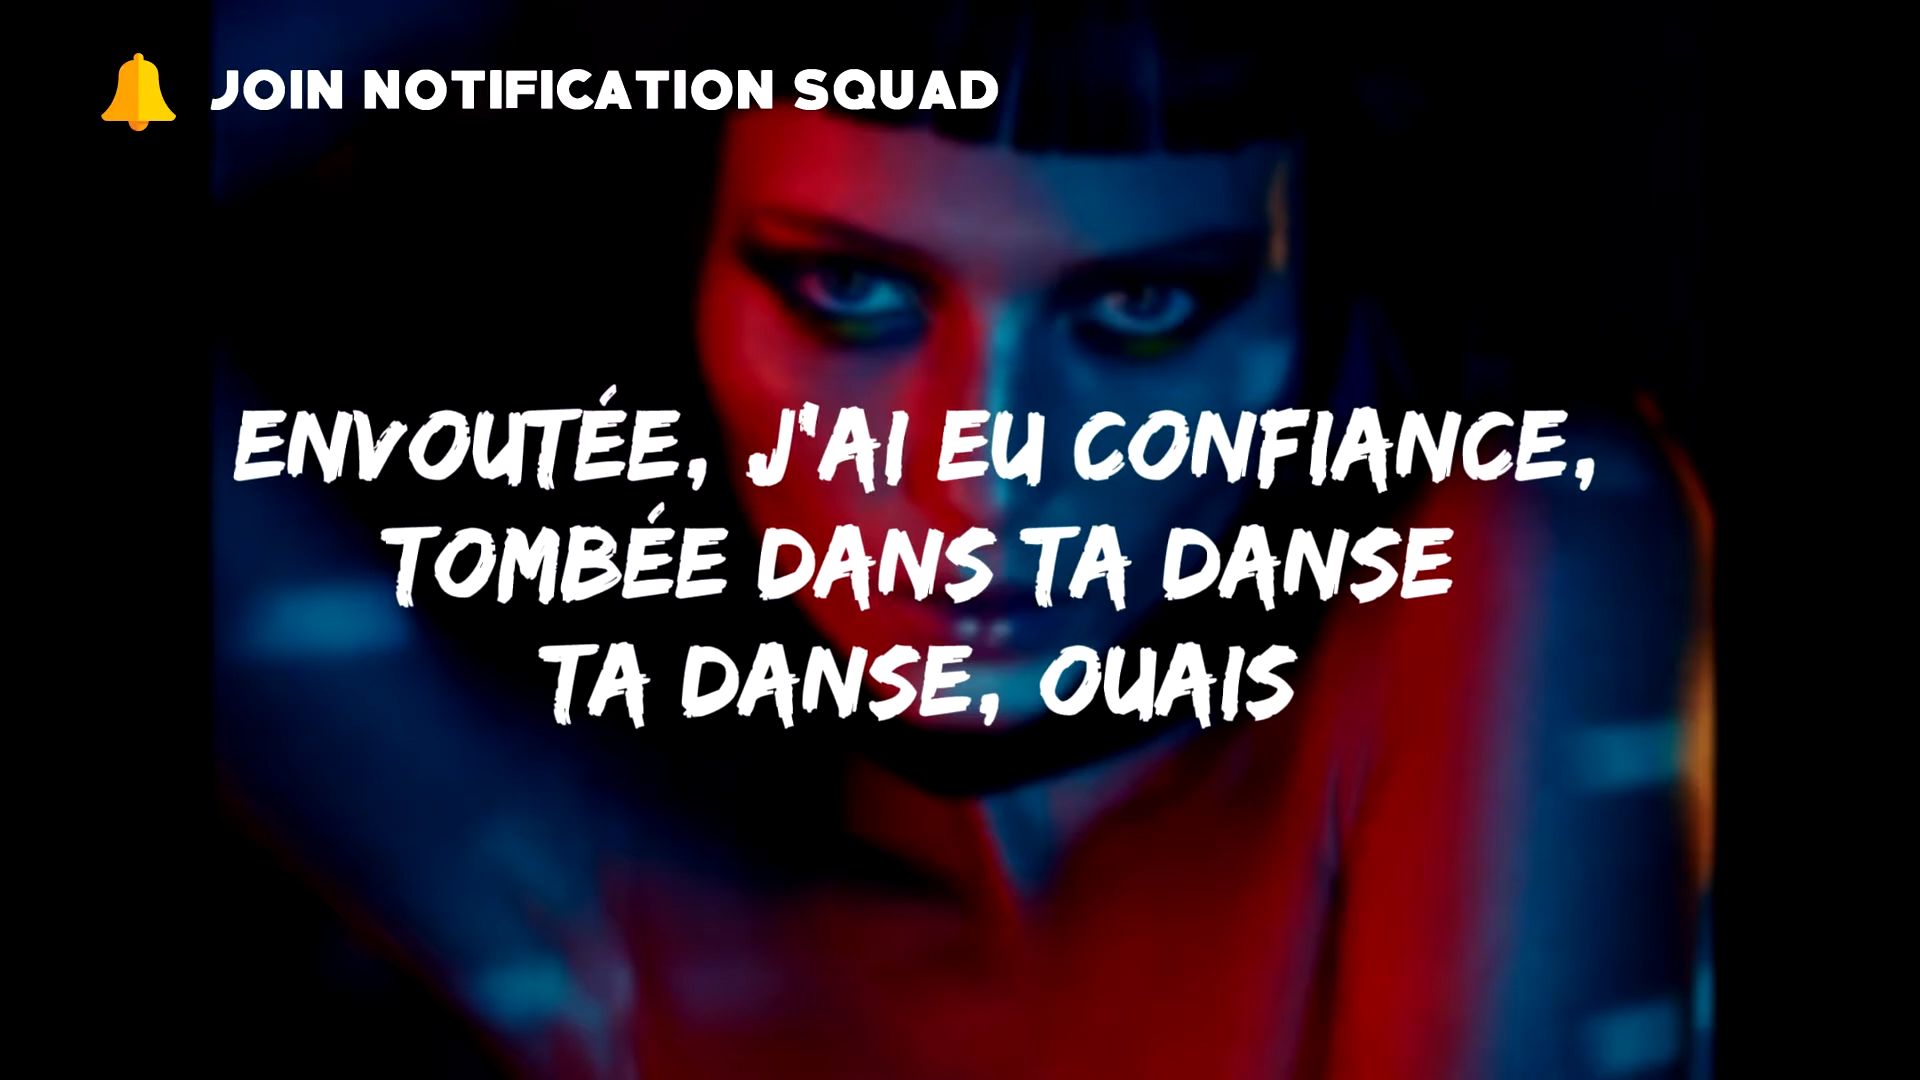 JOIN NOTIFICATION SQUAD
ENVOUTÉE, J'AI EU CONFIANCE,
TOMBÉE DANS TA DANSE
TA DANSE, OUAIS